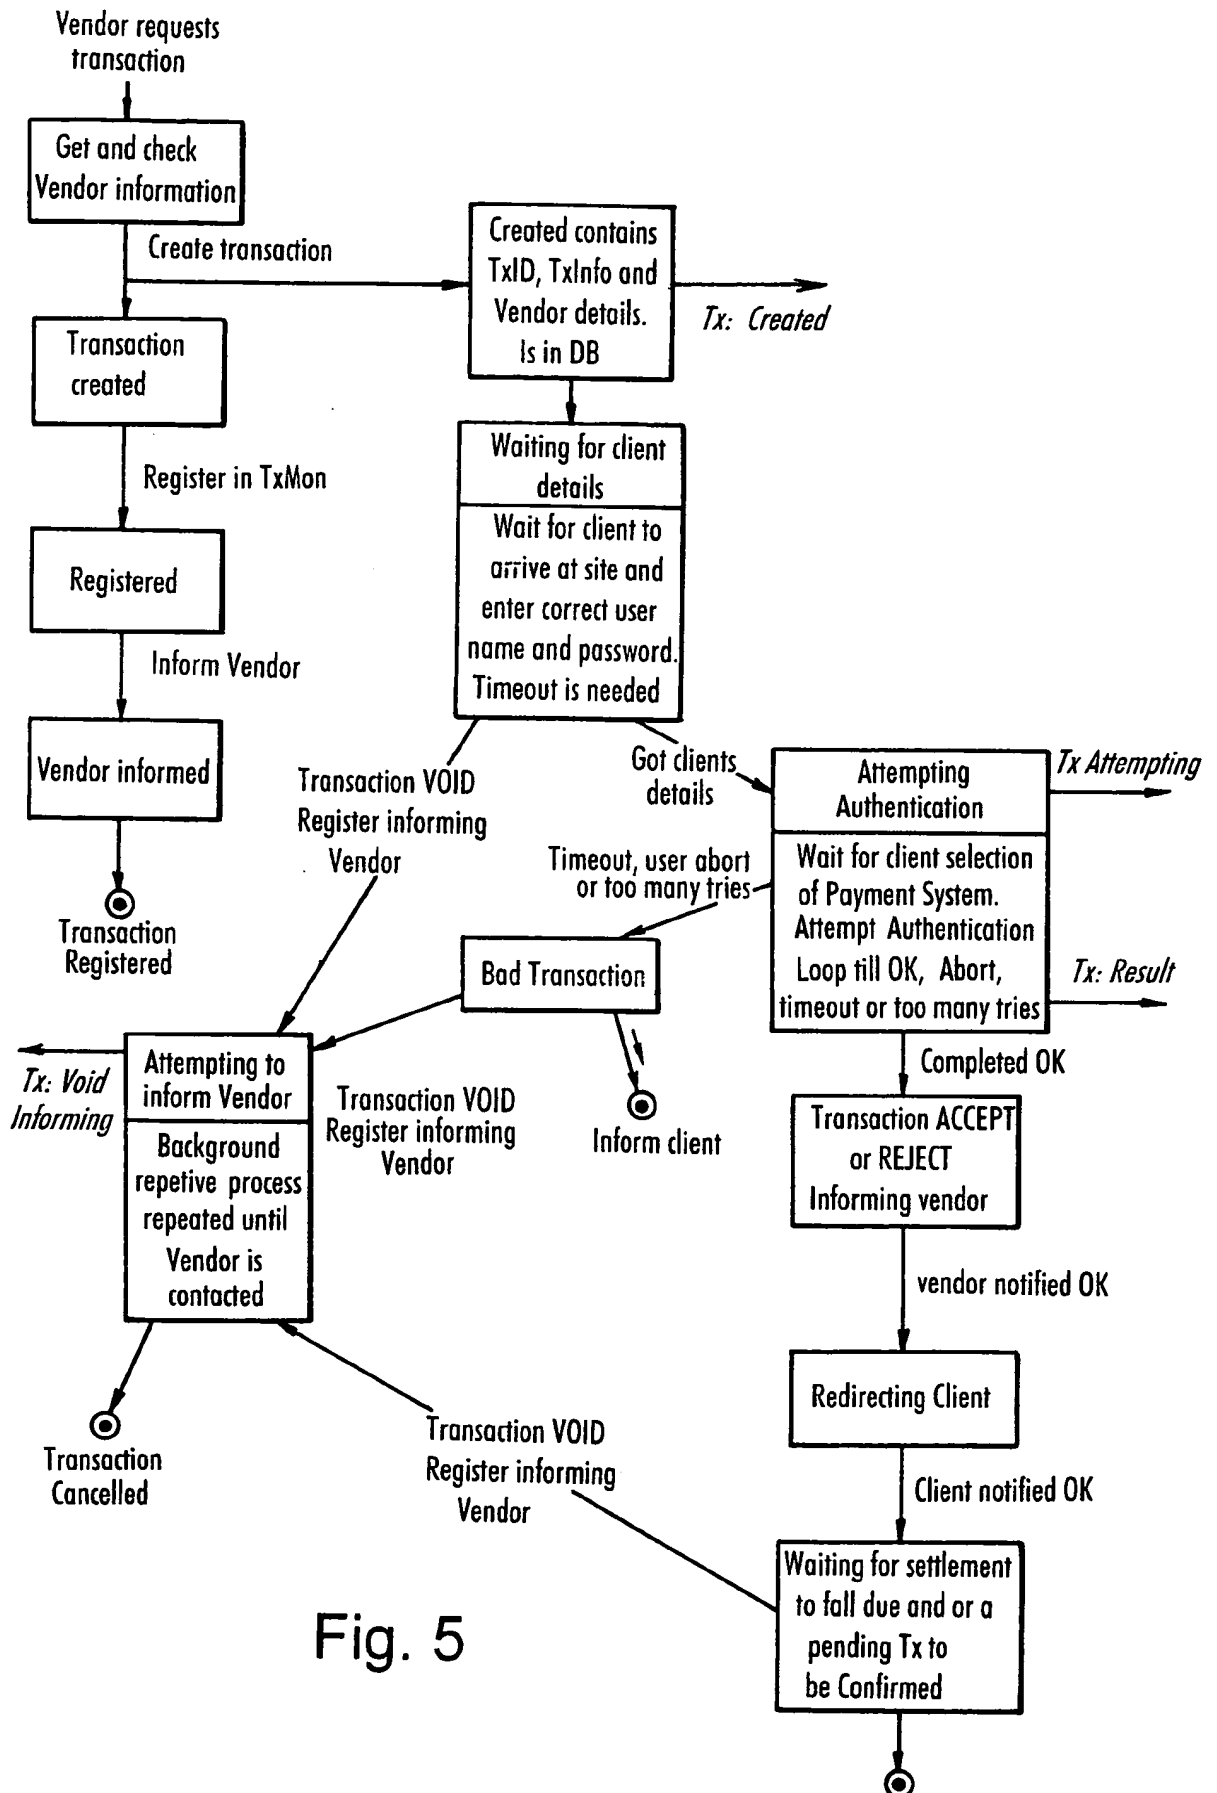 Vendor requests
transaction
Get and check
Vendor information
Create transaction
Created contains
TxID, TxInfo and
Vendor details.
Is in DB
Tx: Created
Transaction
created
Register in TxMon
Registered
Inform Vendor
Vendor informed
Transaction
Registered
Waiting for client
details
Wait for client to
arrive at site and
enter correct user
name and password.
Timeout is needed
Transaction VOID
Register informing
Vendor
Got clients
details
Attempting
Authentication
Tx Attempting
Wait for client selection
of Payment System.
Attempt Authentication
Loop till OK, Abort,
timeout or too many tries
Tx: Result
Timeout, user abort
or too many tries
Bad Transaction
Inform client
Transaction VOID
Register informing
Vendor
Attempting to
inform Vendor
Tx: Void
Informing
Background
repetive process
repeated until
Vendor is
contacted
Transaction
Cancelled
Completed OK
Transaction ACCEPT
or REJECT
Informing vendor
vendor notified OK
Redirecting Client
Client notified OK
Waiting for settlement
to fall due and or a
pending Tx to
be Confirmed
Transaction VOID
Register informing
Vendor
Fig. 5